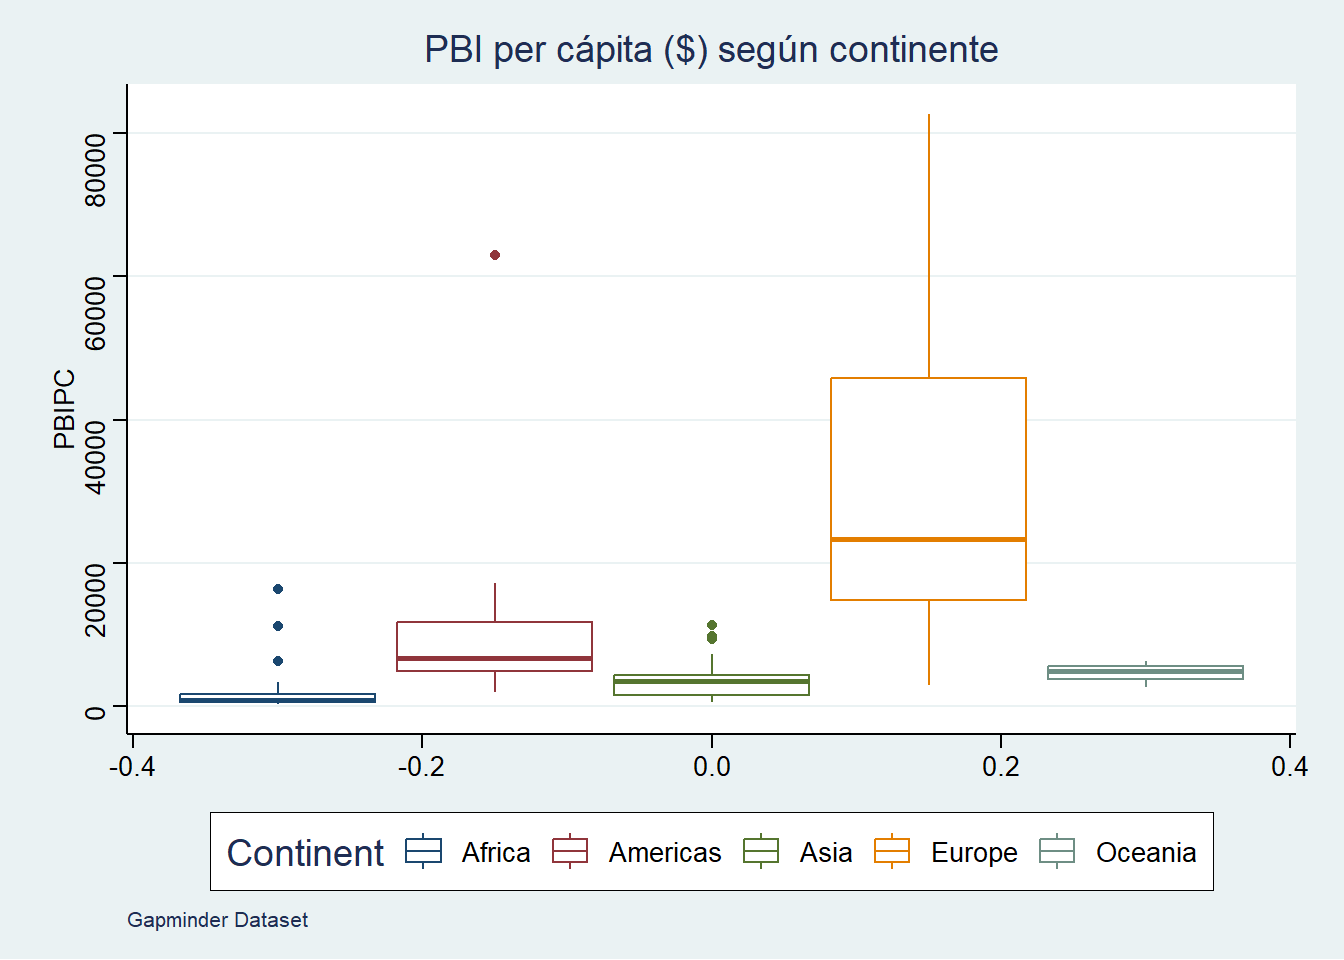 PBI per cápita ($) según continente
80000
60000
40000
20000
0
PBIPC
-0.4 -0.2 0.0 0.2 0.4
Continent Africa Americas Asia Europe Oceania
Gapminder Dataset